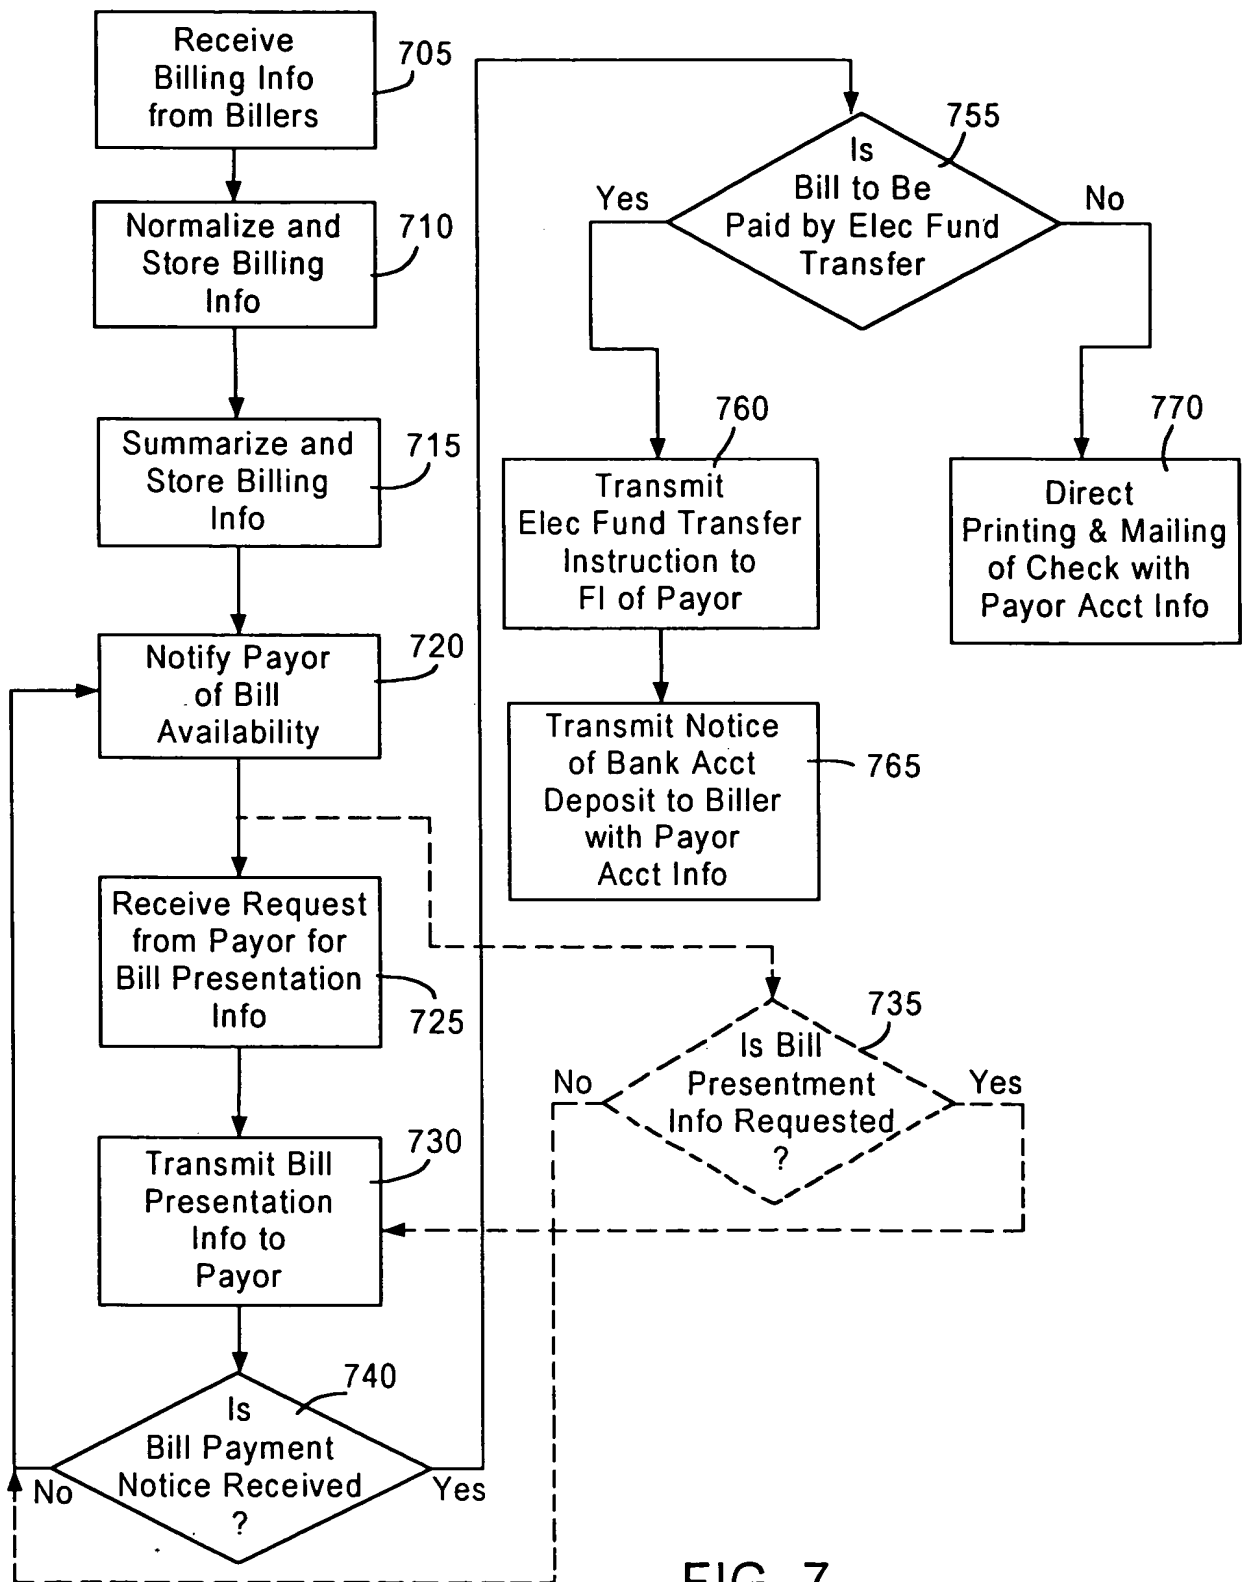 Receive
Billing Info
from Billers
705
Normalize and
Store Billing
Info
710
Summarize and
Store Billing
Info
715
Notify Payor
of Bill
Availability
720
Receive Request
from Payor for
Bill Presentation
Info
725
Transmit Bill
Presentation
Info to
Payor
730
Is
Bill Payment
Notice Received
?
740
No
Yes
Is
Bill to Be
Paid by Elec Fund
Transfer
755
Yes
No
Transmit
Elec Fund Transfer
Instruction to
FI of Payor
760
Transmit Notice
of Bank Acct
Deposit to Biller
with Payor
Acct Info
765
Direct
Printing & Mailing
of Check with
Payor Acct Info
770
Is Bill
Presentment
Info Requested
?
735
No
Yes
FIG. 7